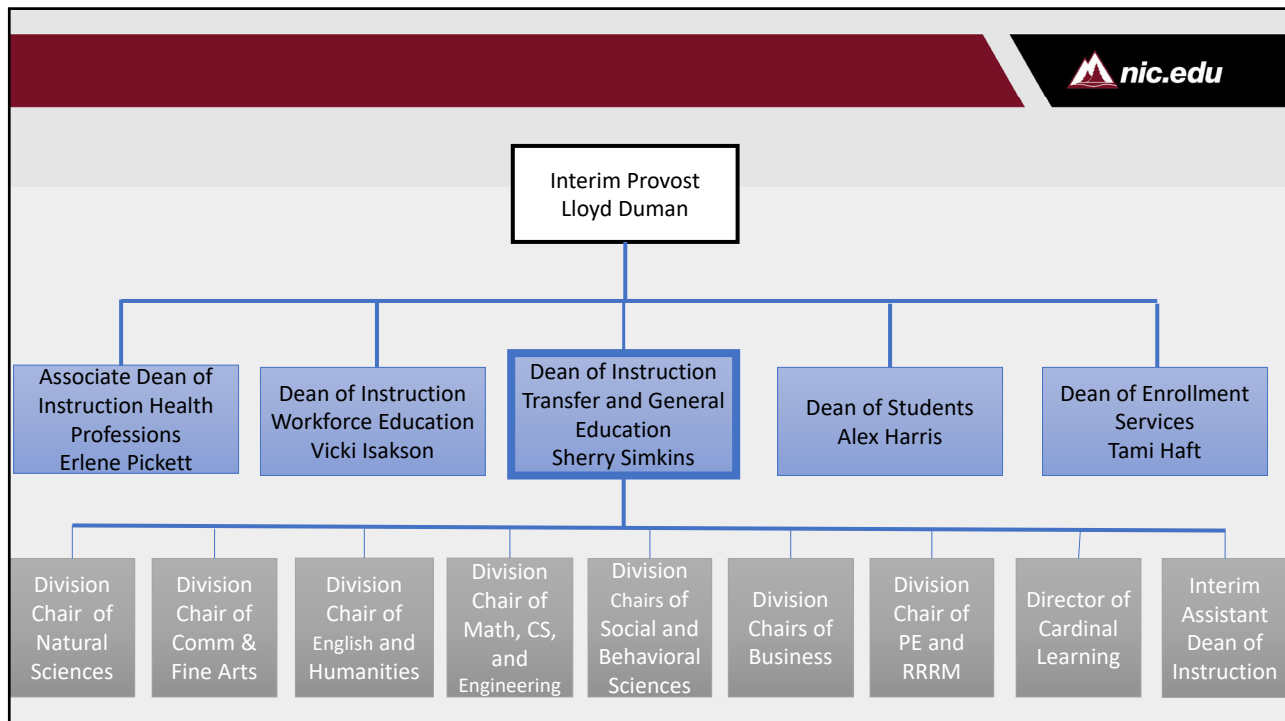 nic.edu
Interim Provost
Lloyd Duman
Associate Dean of
Instruction Health
Professions
Erlene Pickett
Dean of Instruction
Workforce Education
Vicki Isakson
Dean of Instruction
Transfer and General
Education
Sherry Simkins
Dean of Students
Alex Harris
Dean of Enrollment
Services
Tami Haft
Division
Chair of
Natural
Sciences
Division
Chair of
Comm &
Fine Arts
Division
Chair of
English and
Humanities
Division
Chair of
Math, CS,
and
Engineering
Division
Chairs of
Social and
Behavioral
Sciences
Division
Chairs of
Business
Division
Chair of
PE and
RRRM
Director of
Cardinal
Learning
Interim
Assistant
Dean of
Instruction